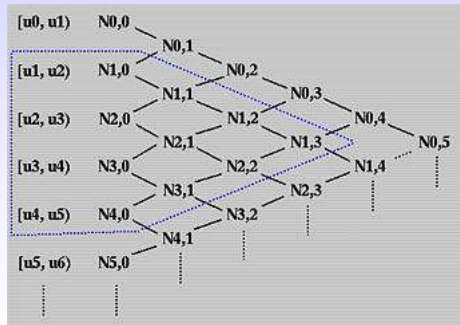 [u0, u1) N0,0
N0,1
[u1, u2) N1,0 N0,2
N1,1 N0,3
[u2, u3) N2,0 N1,2 N0,4
N2,1 N1,3 N0,5
[u3, u4) N3,0 N2,2 N1,4
N3,1 N2,3
[u4, u5) N4,0 N3,2
N4,1
[u5, u6) N5,0